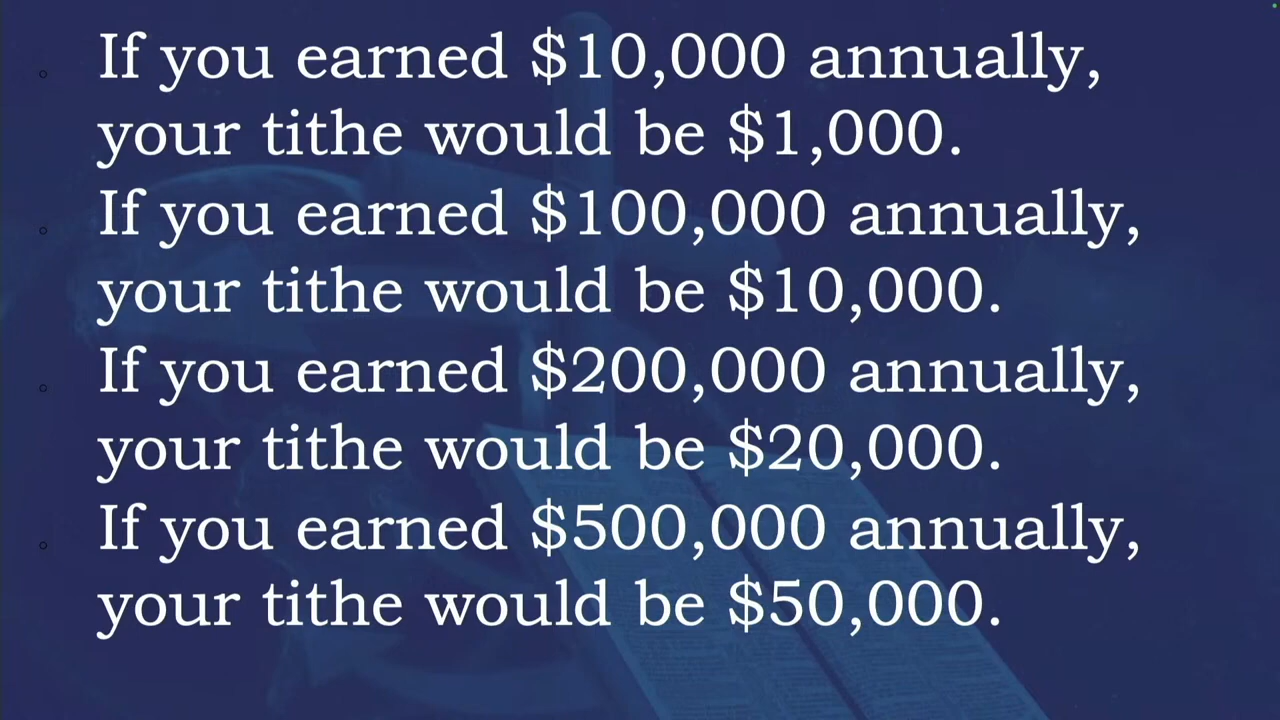 If you earned $10,000 annually,
your tithe would be $1,000.
If you earned $100,000 annually,
your tithe would be $10,000.
If you earned $200,000 annually,
your tithe would be $20,000.
If you earned $500,000 annually,
your tithe would be $50,000.